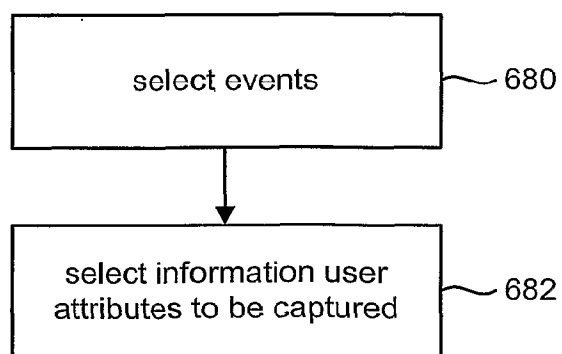 select events
680
select information user
attributes to be captured
682